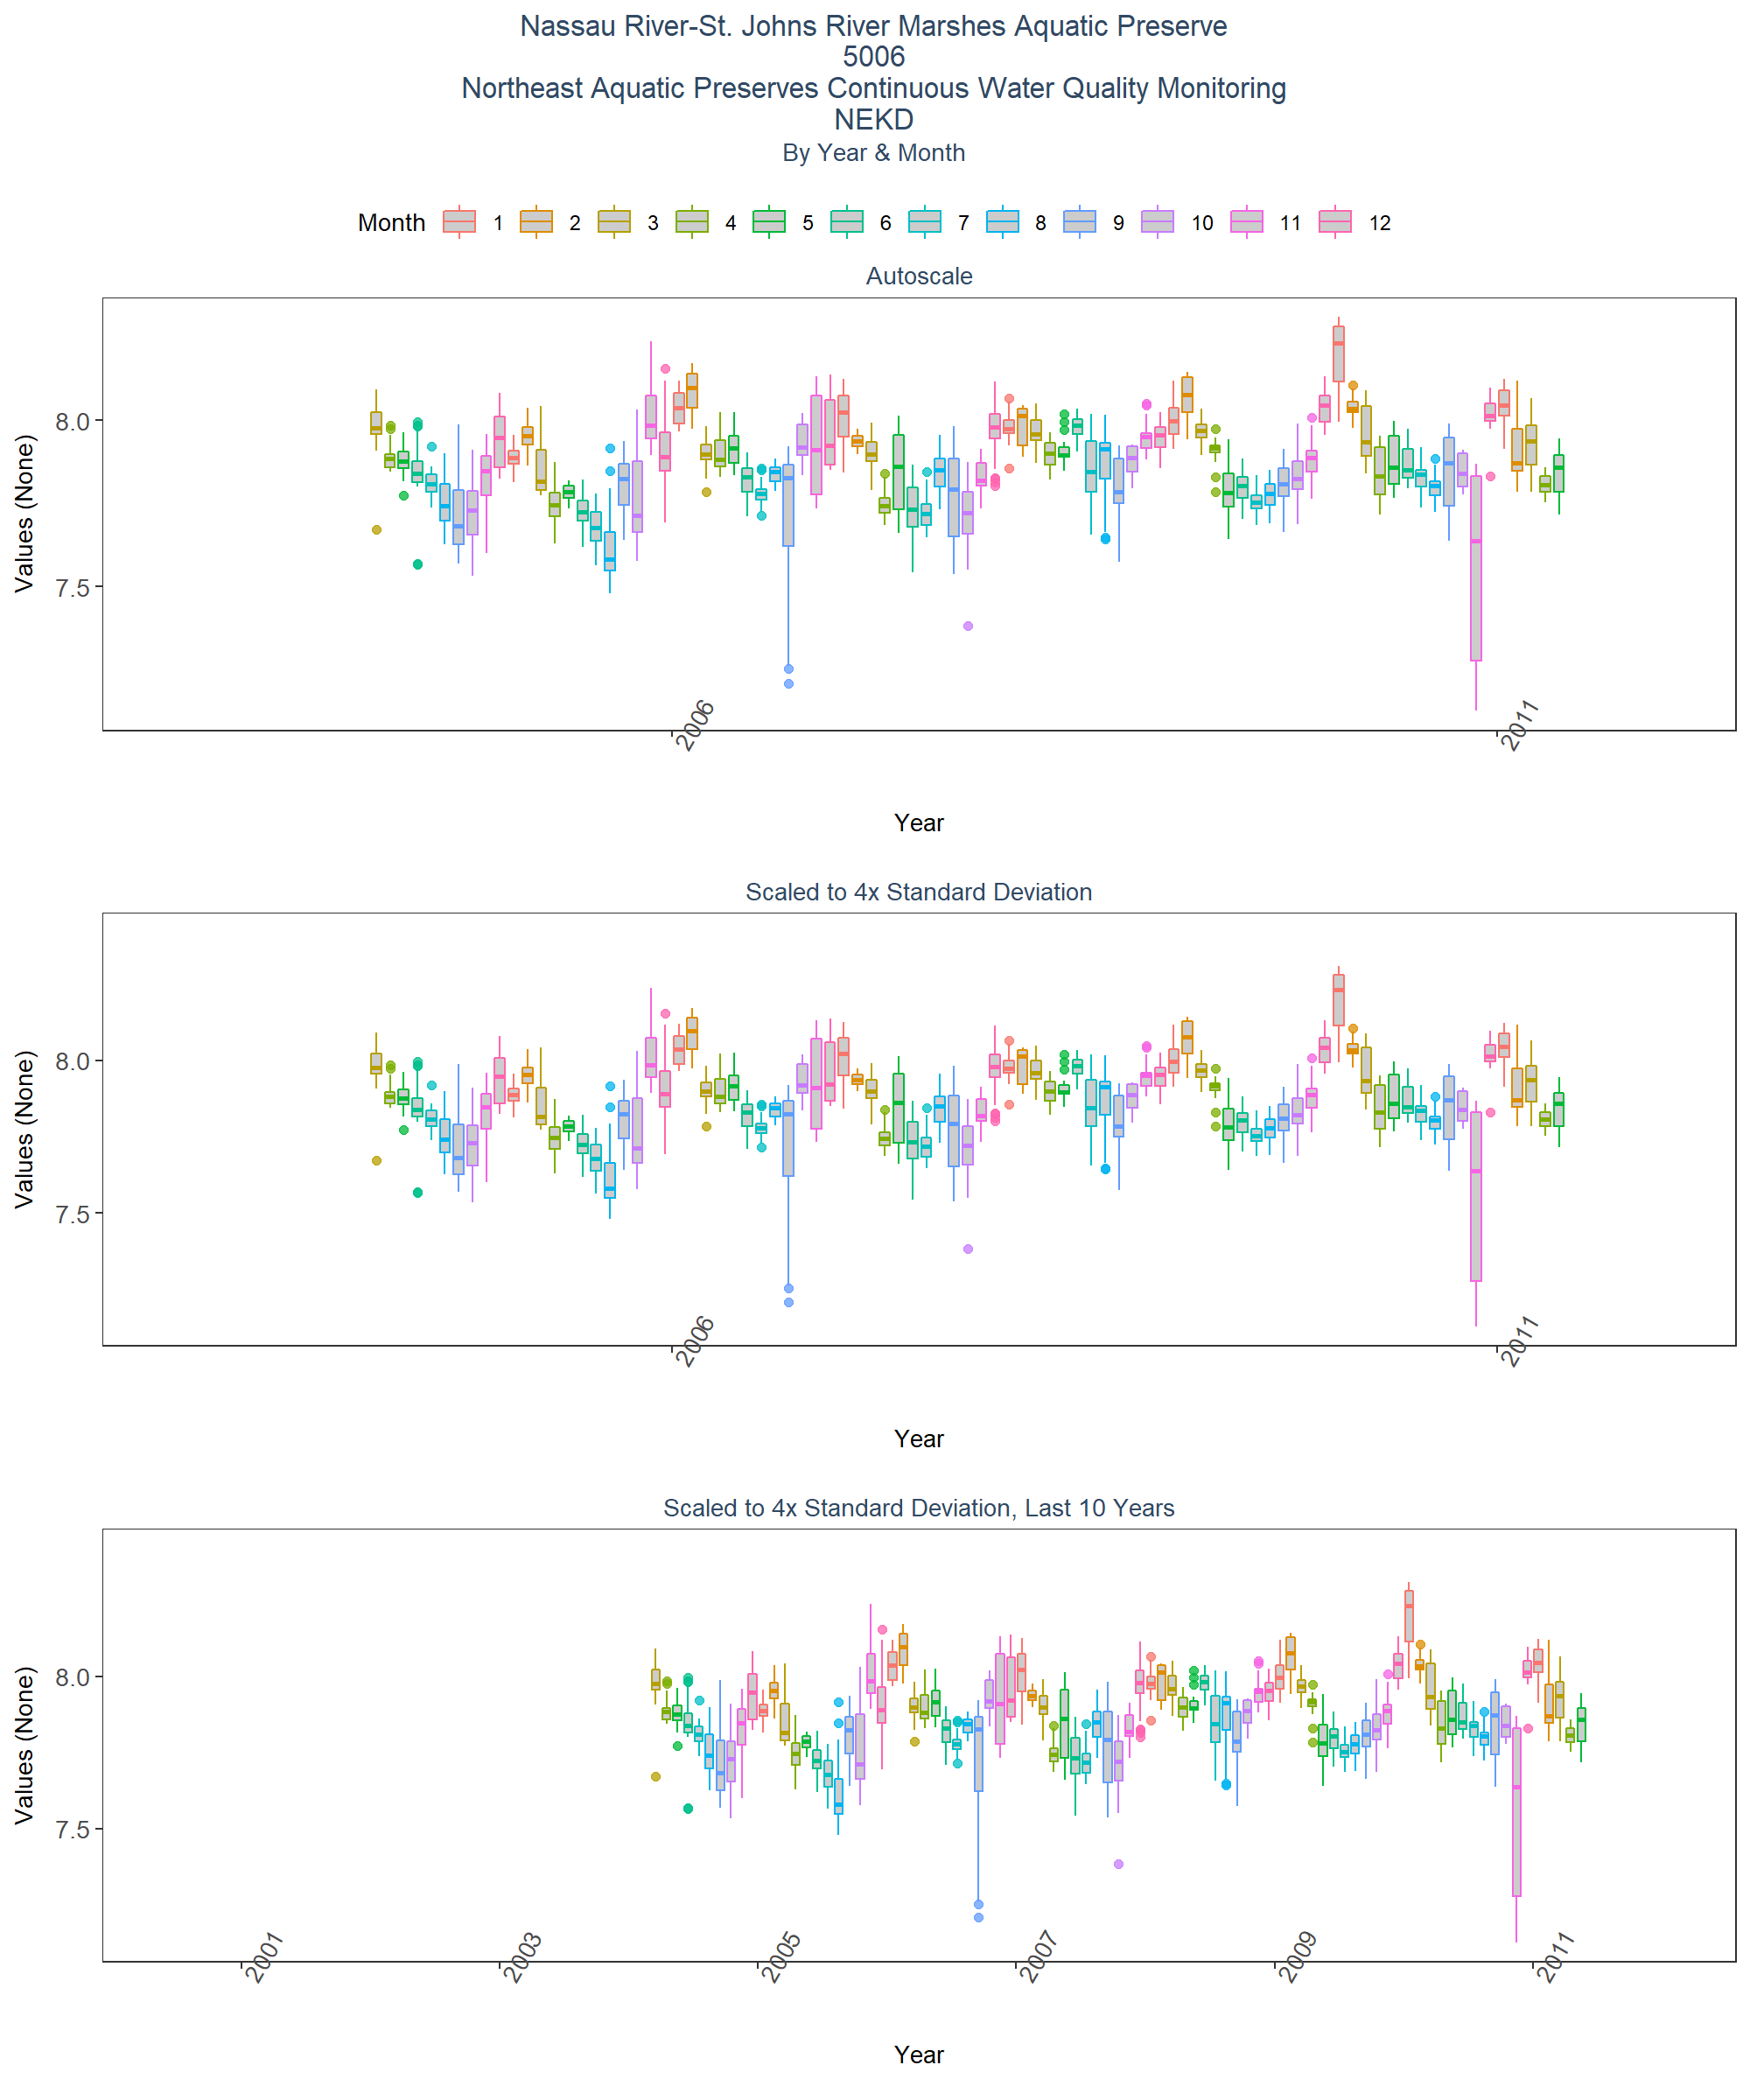 Nassau River-St. Johns River Marshes Aquatic Preserve
5006
Northeast Aquatic Preserves Continuous Water Quality Monitoring
NEKD
By Year & Month
Month 1 2 3 4 5 6 7 8 9 10 11 12
Autoscale
Values (None)
8.0
7.5
2006 2011
Year
Scaled to 4x Standard Deviation
Values (None)
8.0
7.5
2006 2011
Year
Scaled to 4x Standard Deviation, Last 10 Years
Values (None)
8.0
7.5
2001 2003 2005 2007 2009 2011
Year